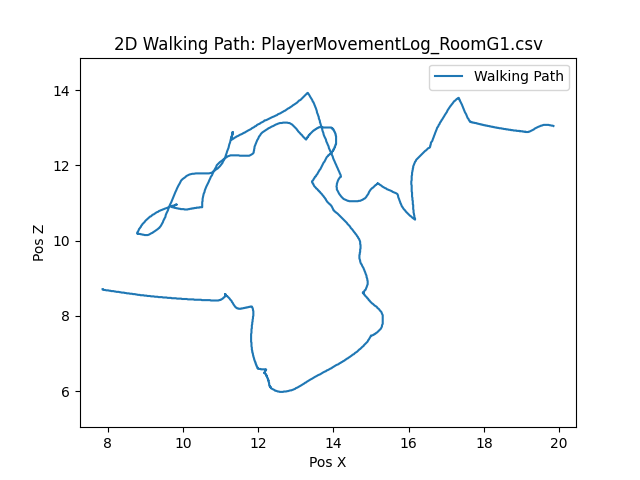 2D Walking Path: PlayerMovementLog_RoomG1.csv
Walking Path
14
12
10
8
6
Pos Z
8 10 12 14 16 18 20
Pos X